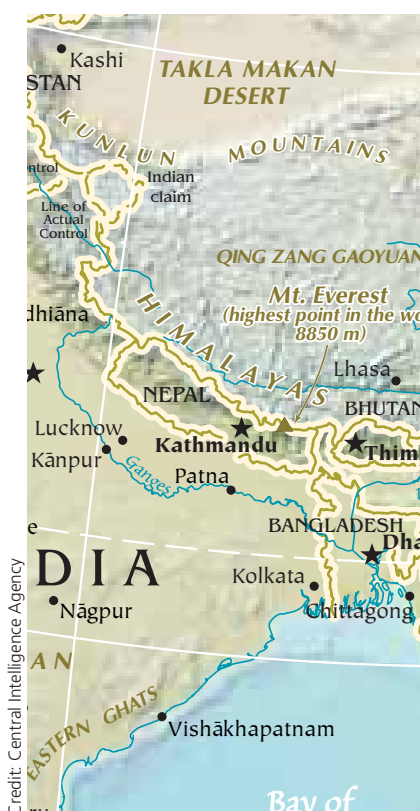 Kashi
STAN
TAKLA MAKAN
DESERT
KUNLUN MOUNTAINS
ntrol
Indian
claim
Line of
Actual
Control
QING ZANG GAOYUAN
Mt. Everest
(highest point in the wo
8850 m)
HIMALAYAS
dhiāna
Lhasa
NEPAL
BHUTAN
Lucknow
Kathmandu
Thim
Kānpur
Ganges
Patna
e
BANGLADESH
Dha
DIA
Kolkata
Nāgpur
Chittagong
AN
EASTERN GHATS
Vishākhapatnam
Bay of
Credit: Central Intelligence Agency